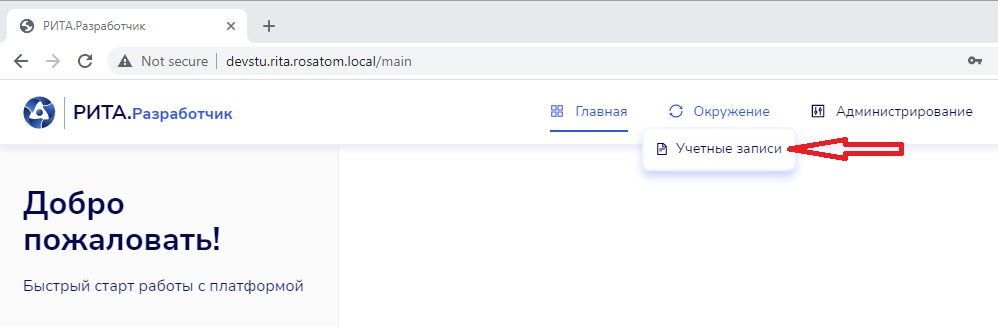 РИТА.Разработчик
Not secure devstu.rita.rosatom.local/main
РИТА.Разработчик Главная Окружение Администрирование
Учетные записи
Добро
пожаловать!
Быстрый старт работы с платформой